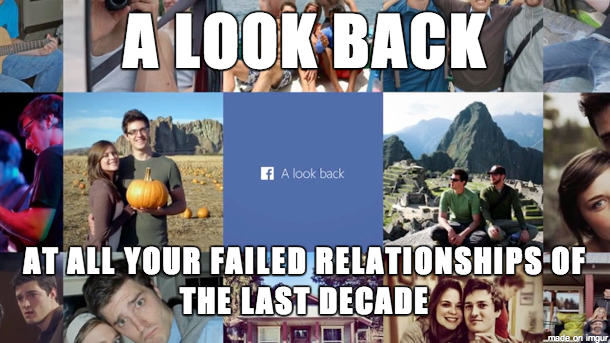 A LOOK BACK
f A look back
AT ALL YOUR FAILED RELATIONSHIPS OF
THE LAST DECADE
made on imgur